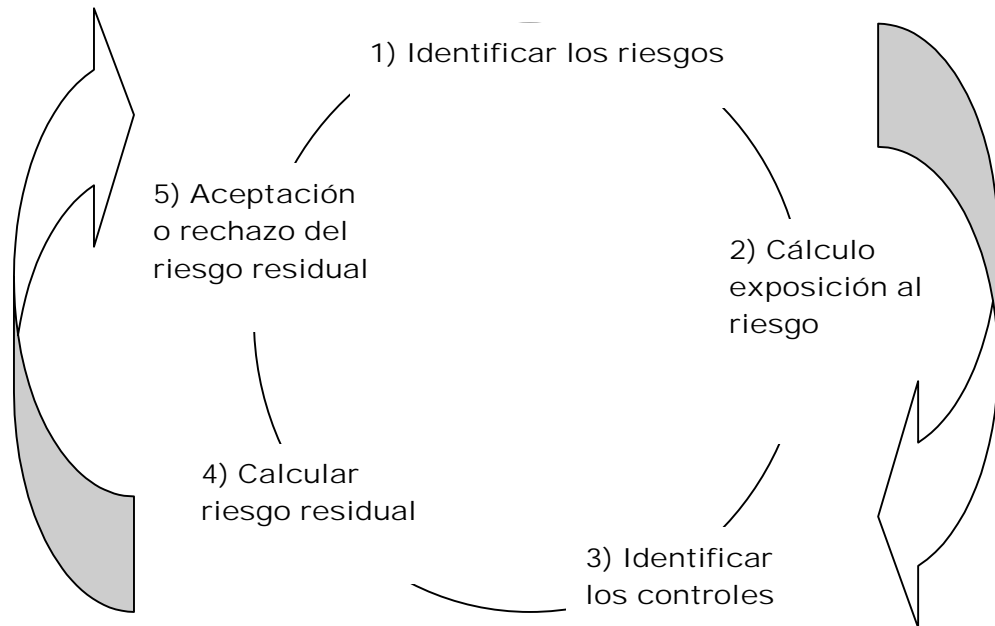 1) Identificar los riesgos
2) Cálculo
exposición al
riesgo
3) Identificar
los controles
4) Calcular
riesgo residual
5) Aceptación
o rechazo del
riesgo residual